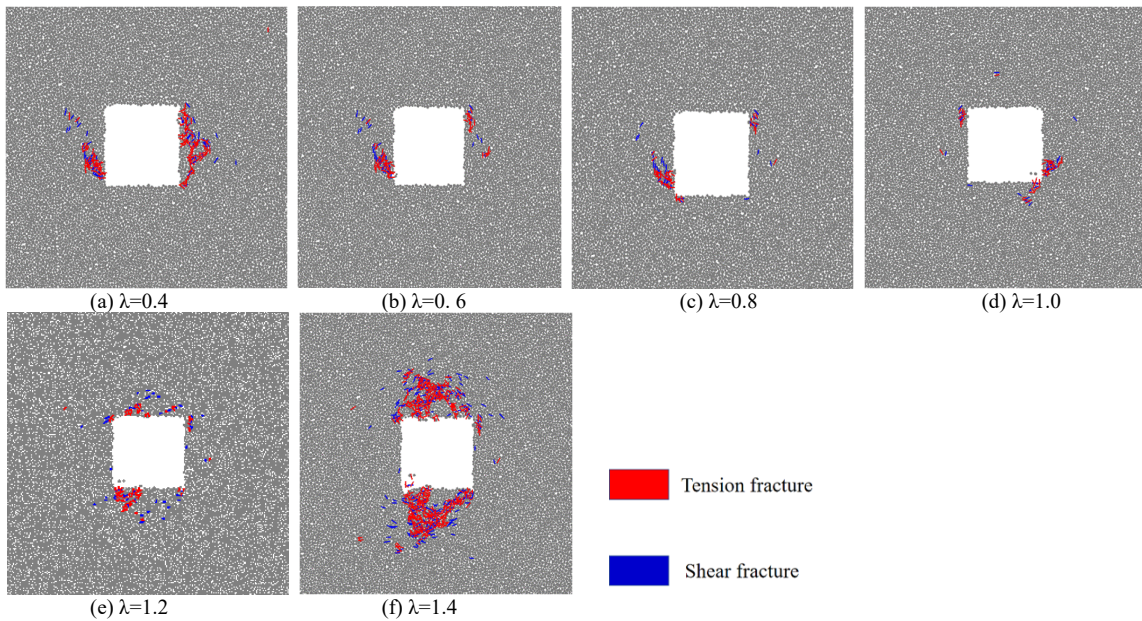 (a) λ=0.4
(b) λ=0. 6
(c) λ=0.8
(d) λ=1.0
Tension fracture
Shear fracture
(e) λ=1.2
(f) λ=1.4